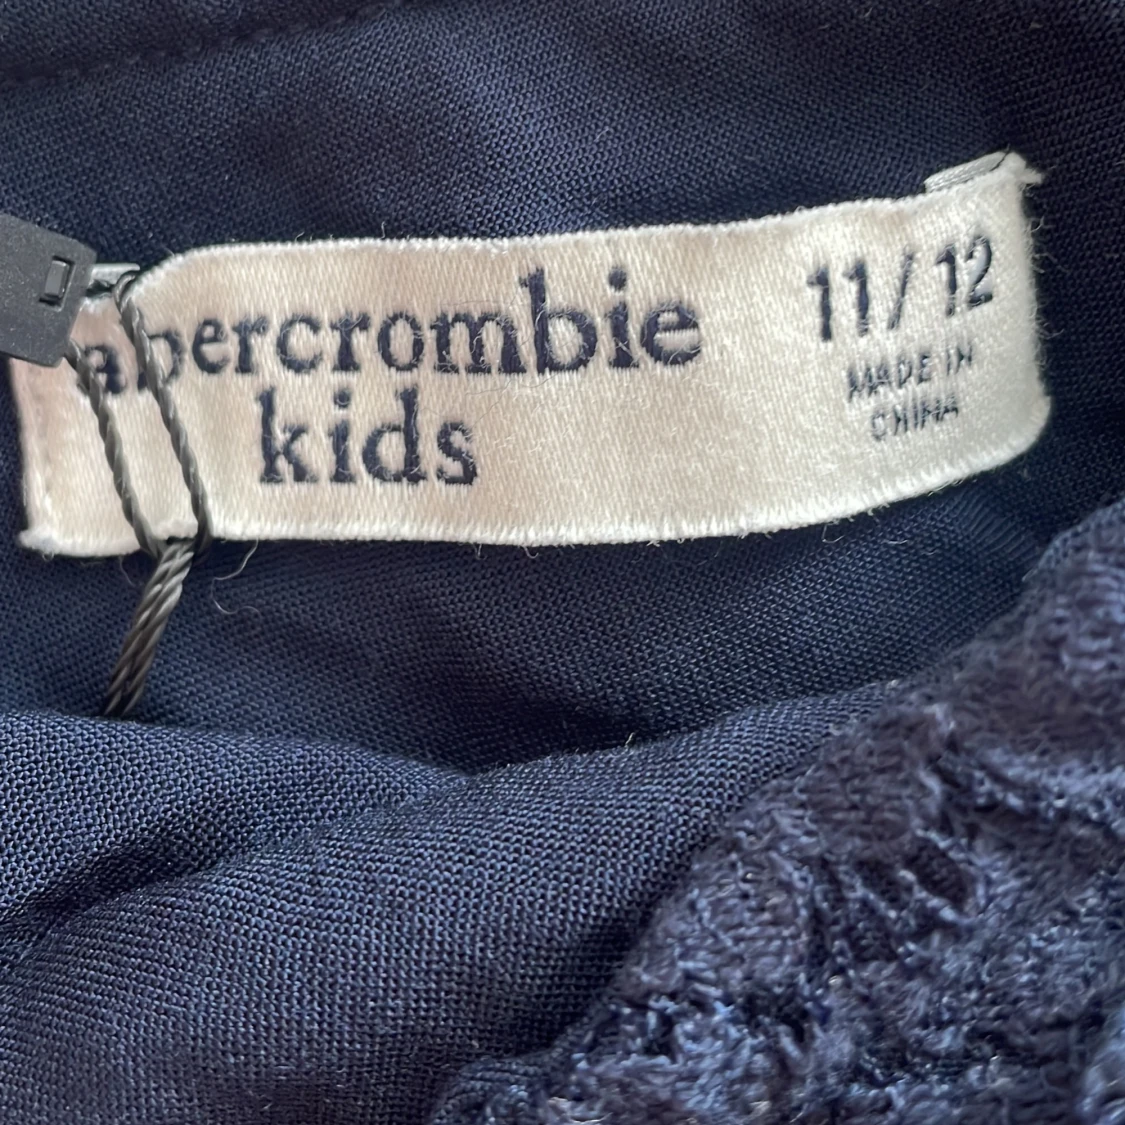 abercrombie
kids
11/12
MADE IN
CHINA